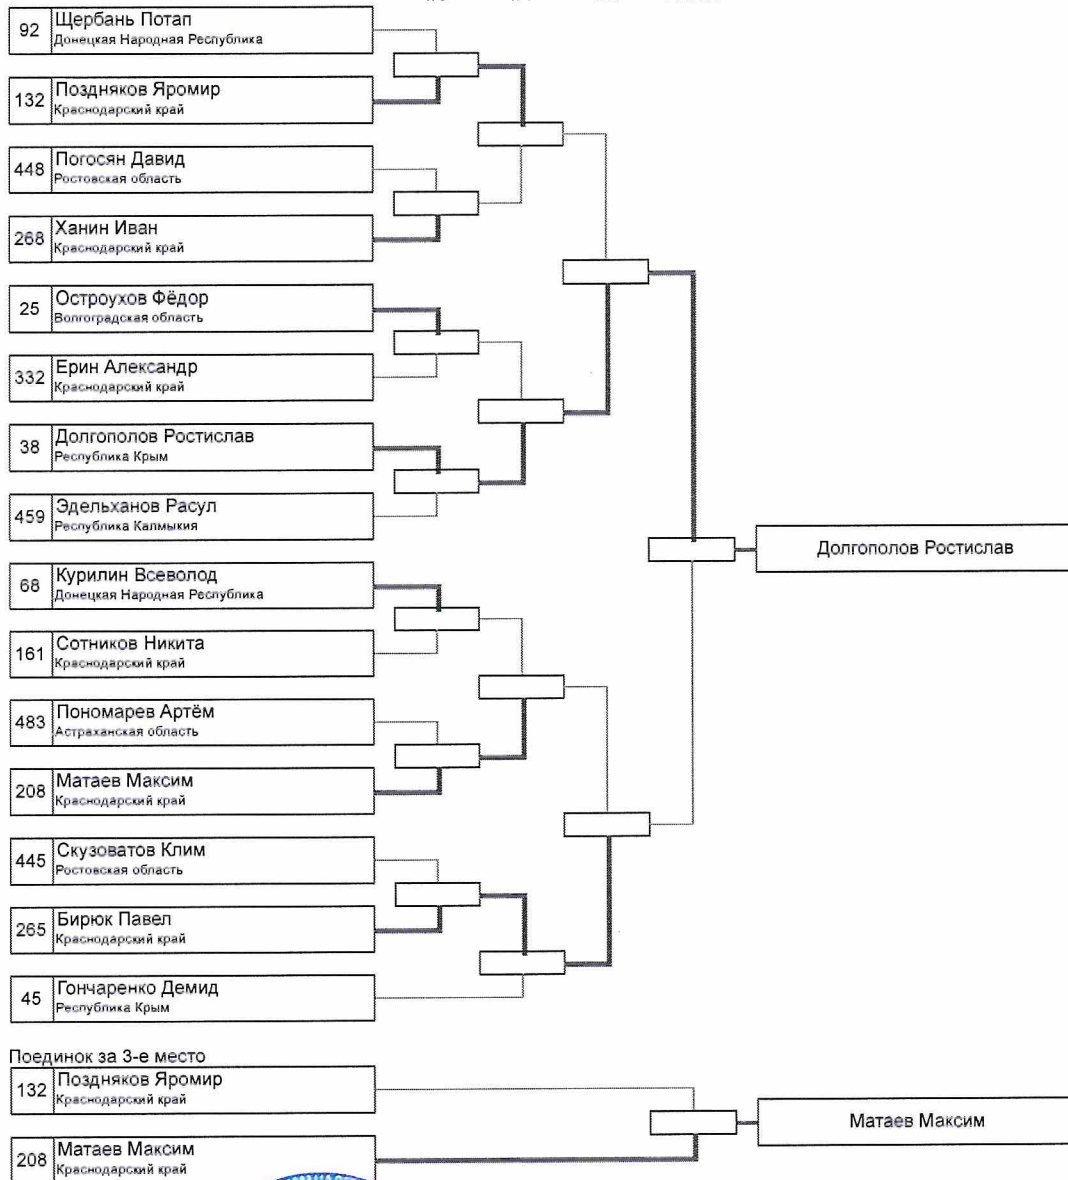 92 Щербань Потап
Донецкая Народная Республика
132 Поздняков Яромир
Краснодарский край
448 Погосян Давид
Ростовская область
268 Ханин Иван
Краснодарский край
25 Остроухов Фёдор
Волгоградская область
332 Ерин Александр
Краснодарский край
38 Долгополов Ростислав
Республика Крым
459 Эдельханов Расул
Республика Калмыкия
Долгополов Ростислав
68 Курилин Всеволод
Донецкая Народная Республика
161 Сотников Никита
Краснодарский край
483 Пономарев Артём
Астраханская область
208 Матаев Максим
Краснодарский край
445 Скузоватов Клим
Ростовская область
265 Бирюк Павел
Краснодарский край
45 Гончаренко Демид
Республика Крым
Поединок за 3-е место
132 Поздняков Яромир
Краснодарский край
Матаев Максим
208 Матаев Максим
Краснодарский край